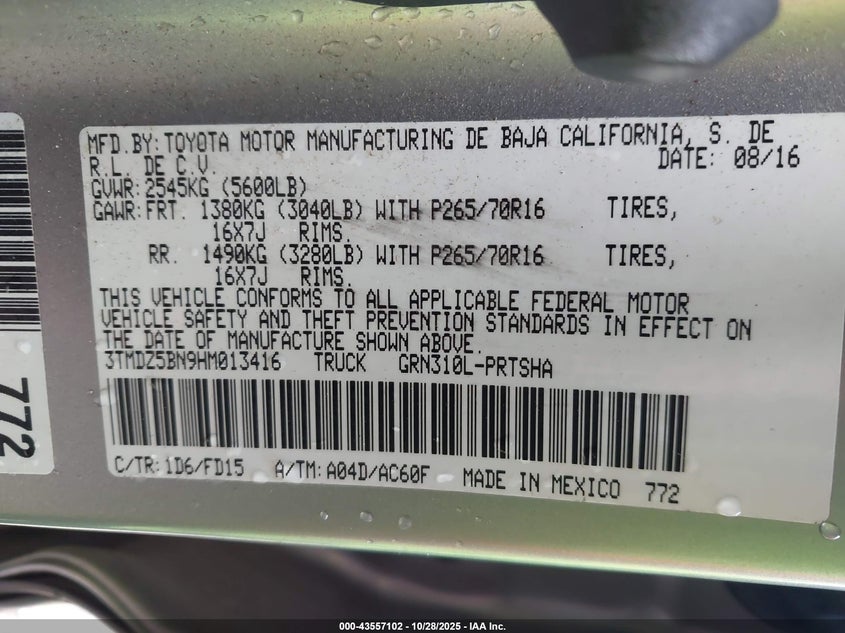 MFD.BY:TOYOTA MOTOR MANUFACTURING DE BAJA CALIFORNIA, S. DE
R.L. DE C.V. DATE: 08/16
GVWR:2545KG (5600LB)
GAWR:FRT. 1380KG (3040LB) WITH P265/70R16 TIRES,
16X7J RIMS.
RR. 1490KG (3280LB) WITH P265/70R16 TIRES,
16X7J RIMS.
THIS VEHICLE CONFORMS TO ALL APPLICABLE FEDERAL MOTOR
VEHICLE SAFETY AND THEFT PREVENTION STANDARDS IN EFFECT ON
THE DATE OF MANUFACTURE SHOWN ABOVE.
3TMDZ5BN9HM013416 TRUCK GRN310L-PRTSHA
C/TR:1D6/FD15 A/TM:A04D/AC60F MADE IN MEXICO 772
772
000-43557102 - 10/28/2025 - IAA Inc.